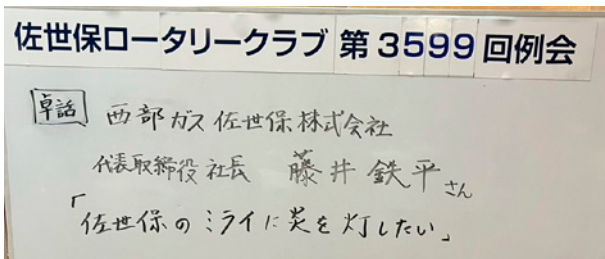 佐世保ロータリークラブ 第3599回例会
卓話 西部ガス佐世保株式会社
代表取締役社長 藤井鉄平さん
「佐世保のミライに炎を灯したい」